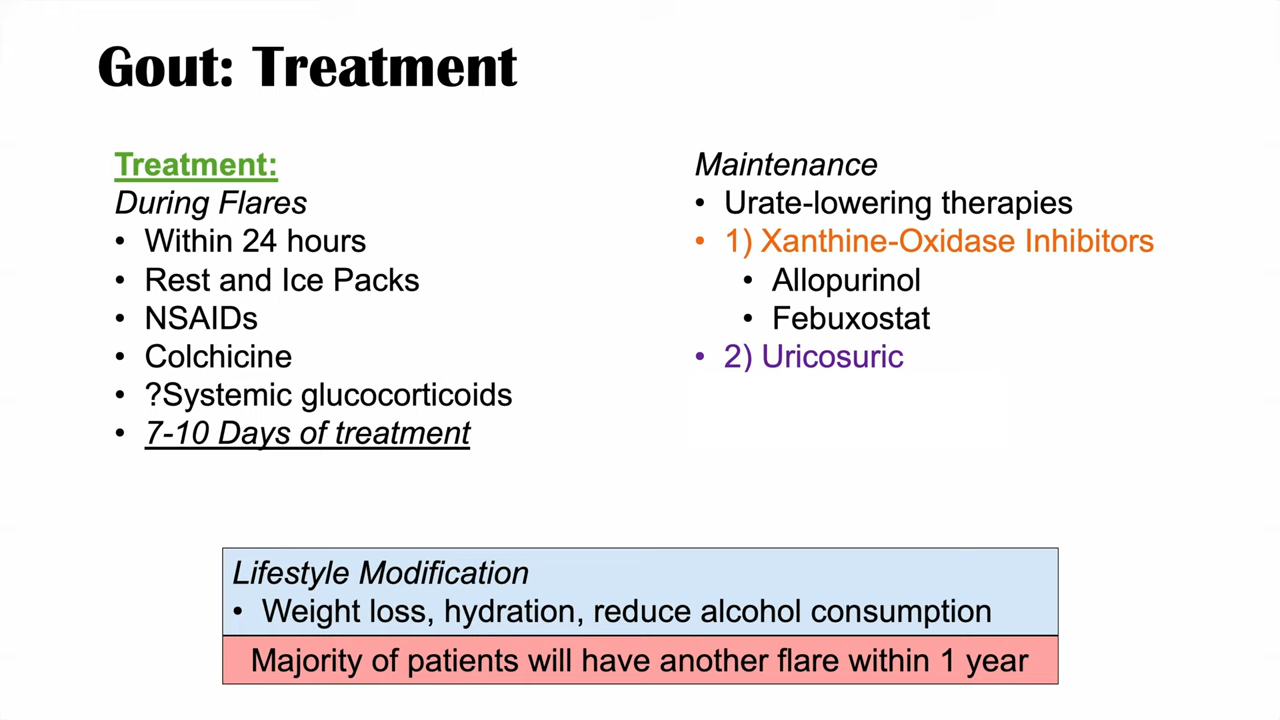 Gout: Treatment
Treatment:
During Flares
• Within 24 hours
• Rest and Ice Packs
• NSAIDs
• Colchicine
• ?Systemic glucocorticoids
• 7-10 Days of treatment
Maintenance
• Urate-lowering therapies
• 1) Xanthine-Oxidase Inhibitors
• Allopurinol
• Febuxostat
• 2) Uricosuric
Lifestyle Modification
• Weight loss, hydration, reduce alcohol consumption
Majority of patients will have another flare within 1 year